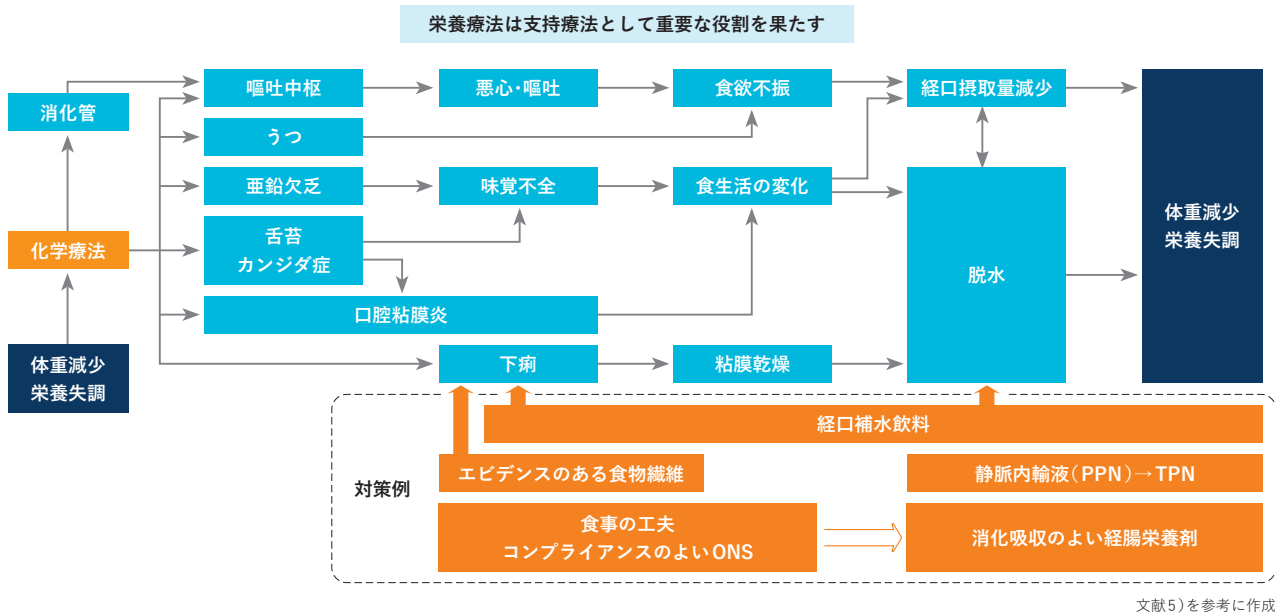 栄養療法は支持療法として重要な役割を果たす
消化管
化学療法
体重減少
栄養失調
嘔吐中枢
悪心・嘔吐
食欲不振
経口摂取量減少
うつ
亜鉛欠乏
味覚不全
食生活の変化
舌苔
カンジダ症
口腔粘膜炎
下痢
粘膜乾燥
脱水
体重減少
栄養失調
対策例
経口補水飲料
エビデンスのある食物繊維
静脈内輸液(PPN)→TPN
食事の工夫
コンプライアンスのよいONS
消化吸収のよい経腸栄養剤
文献5)を参考に作成